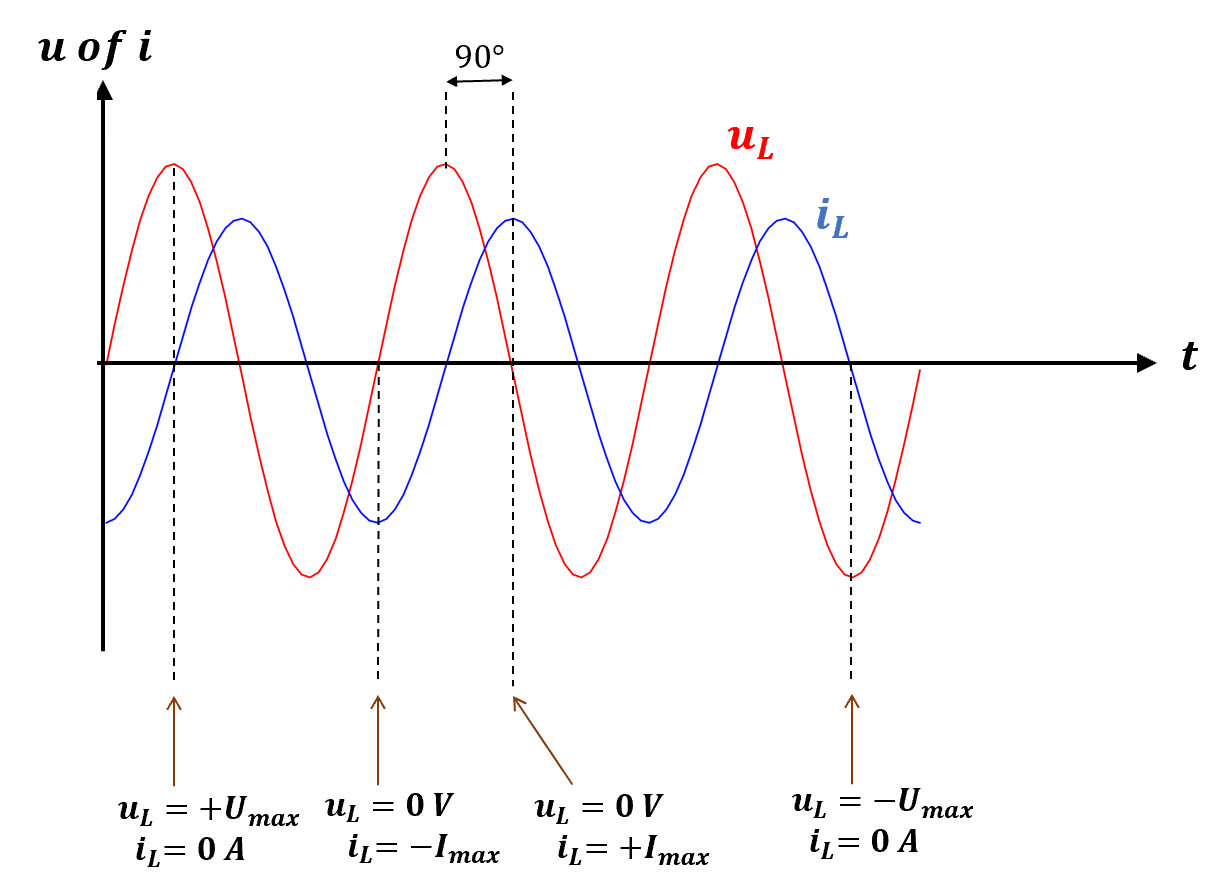 u of i
90°
u_L
i_L
t
u_L = +U_max
i_L = 0 A
u_L = 0 V
i_L = −I_max
u_L = 0 V
i_L = +I_max
u_L = −U_max
i_L = 0 A